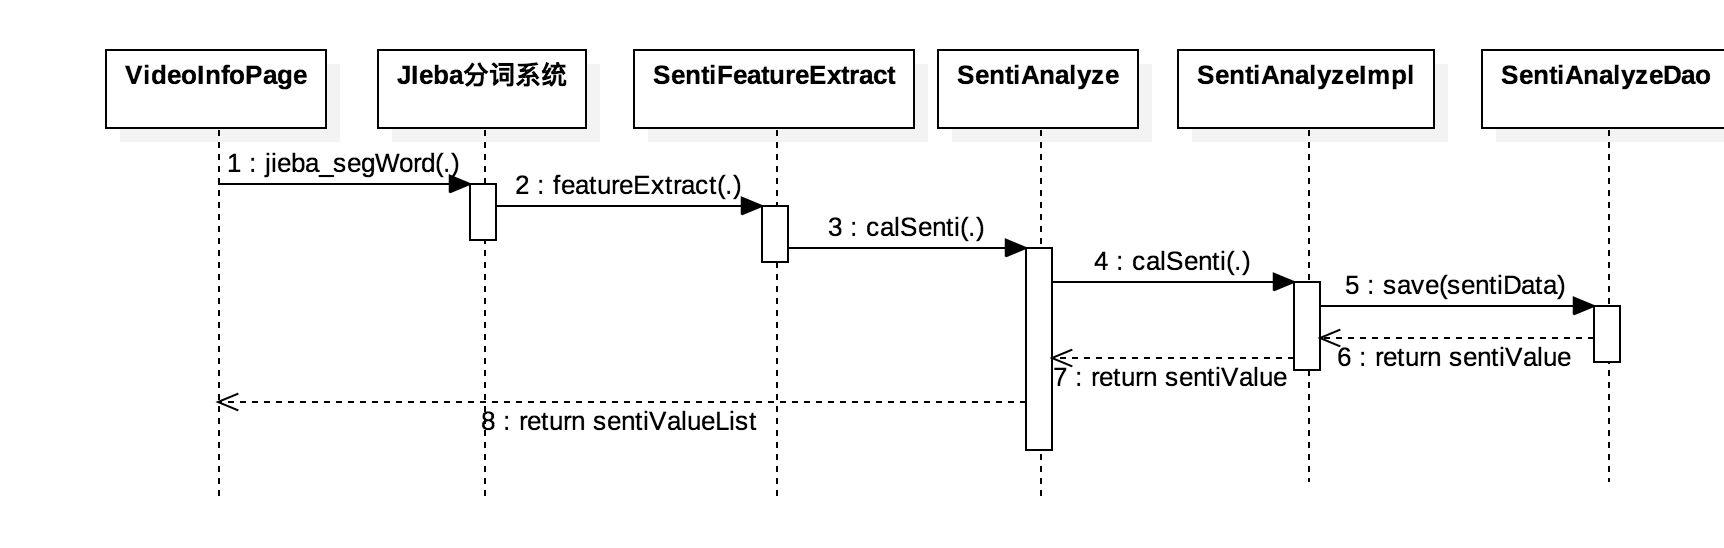 VideoInfoPage
JIeba分词系统
SentiFeatureExtract
SentiAnalyze
SentiAnalyzeImpl
SentiAnalyzeDao
1 : jieba_segWord(.)
2 : featureExtract(.)
3 : calSenti(.)
4 : calSenti(.)
5 : save(sentiData)
6 : return sentiValue
7 : return sentiValue
8 : return sentiValueList